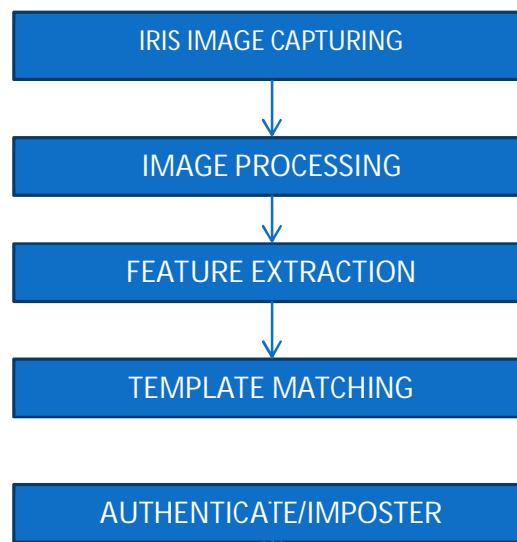 IRIS IMAGE CAPTURING
IMAGE PROCESSING
FEATURE EXTRACTION
TEMPLATE MATCHING
AUTHENTICATE/IMPOSTER